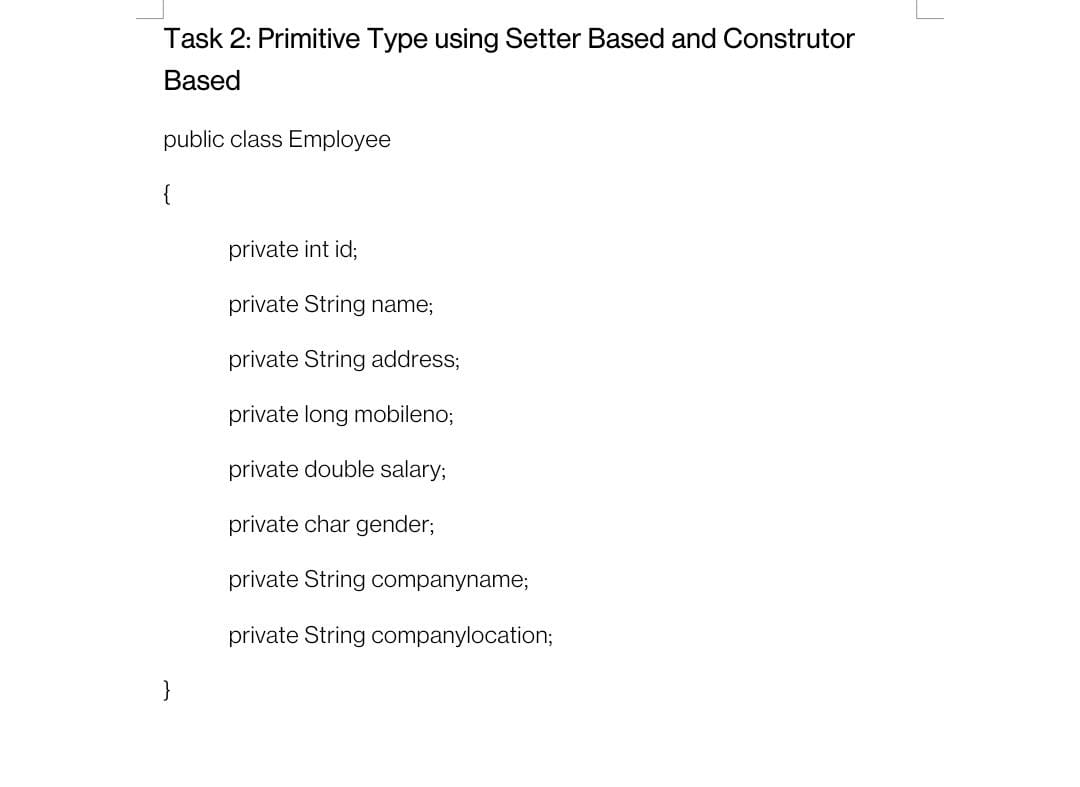 Task 2: Primitive Type using Setter Based and Construtor
Based
public class Employee
{
private int id;
private String name;
private String address;
private long mobileno;
private double salary;
private char gender;
private String companyname;
private String companylocation;
}